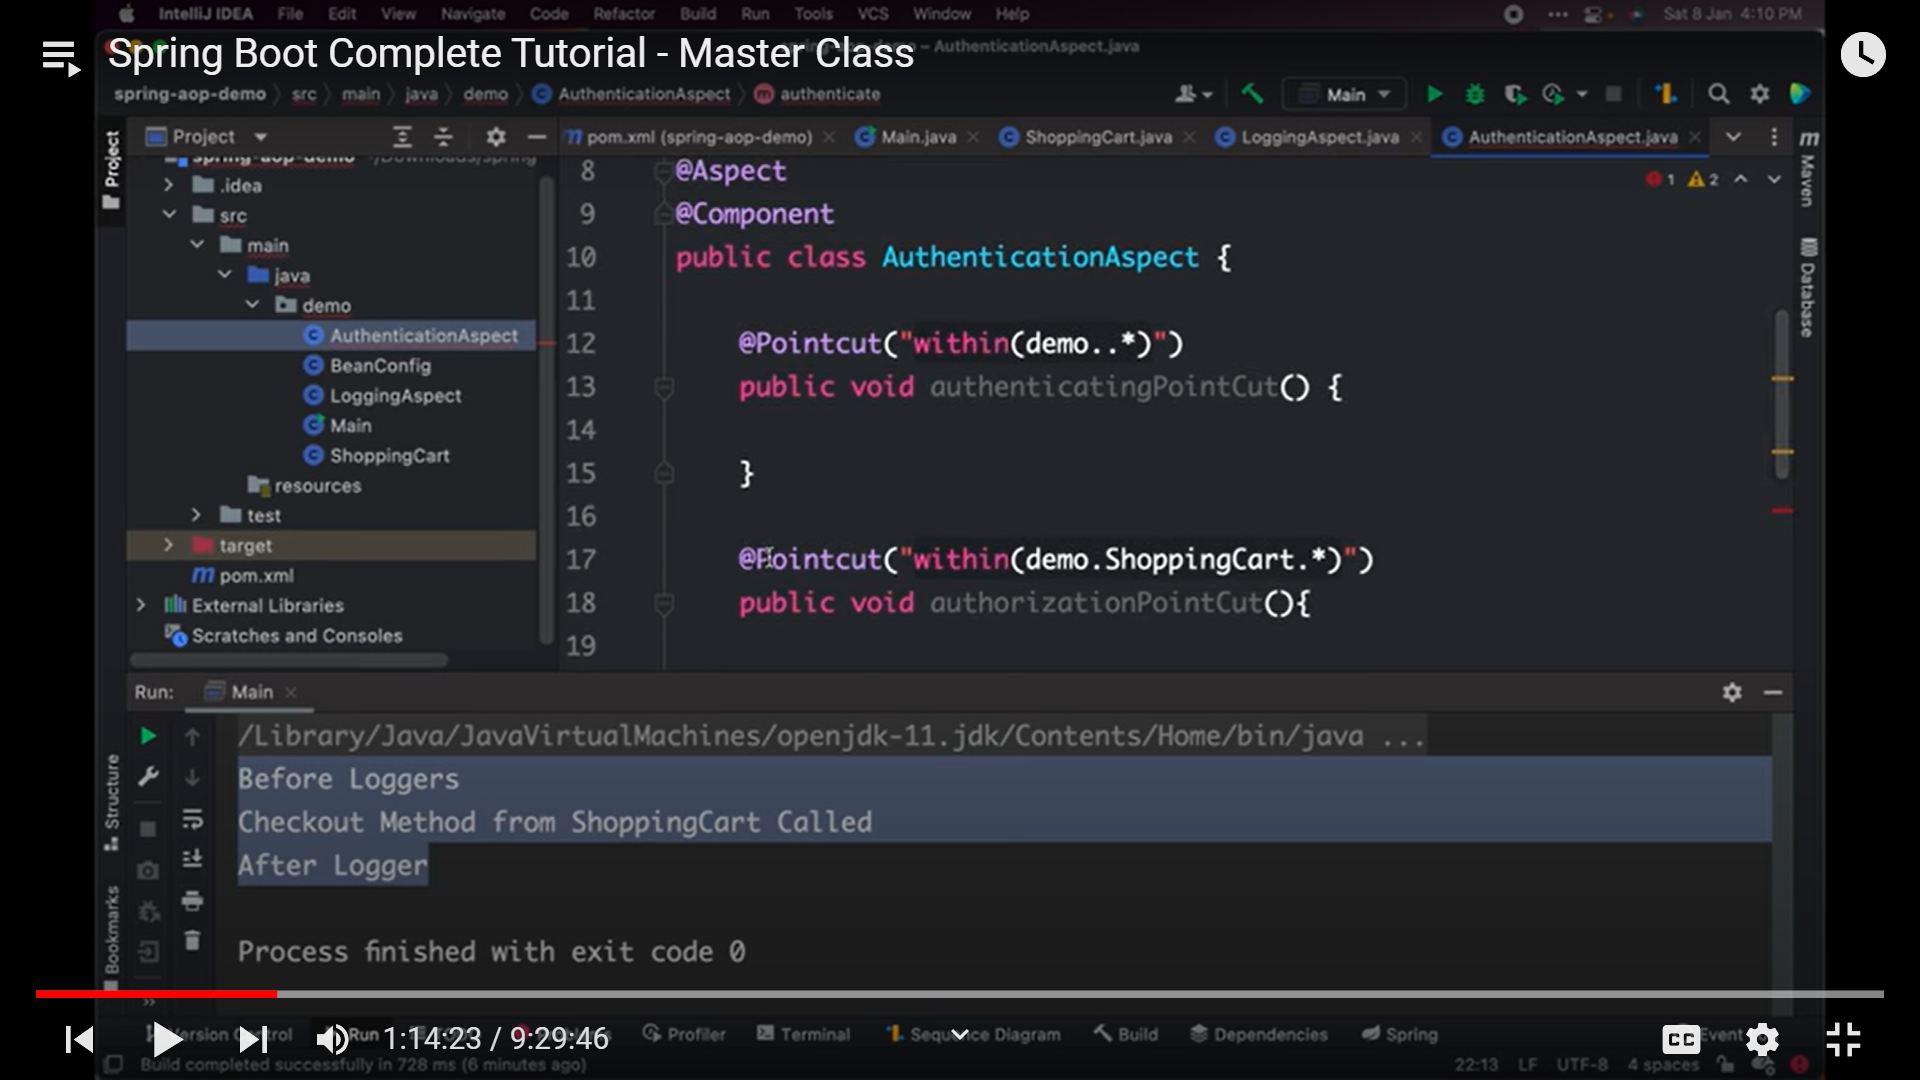 IntelliJ IDEA File Edit View Navigate Code Refactor Build Run Tools VCS Window Help Sat 8 Jan 4:10 PM
Spring Boot Complete Tutorial - Master Class
– AuthenticationAspect.java
spring-aop-demo src main java demo AuthenticationAspect authenticate
Main
Project
pom.xml (spring-aop-demo) Main.java ShoppingCart.java LoggingAspect.java AuthenticationAspect.java
Project
Maven
Database
Structure
Bookmarks
spring-aop-demo ~/Downloads/spring
.idea
src
main
java
demo
AuthenticationAspect
BeanConfig
LoggingAspect
Main
ShoppingCart
resources
test
target
pom.xml
External Libraries
Scratches and Consoles
1 2
8 @Aspect
9 @Component
10 public class AuthenticationAspect {
11
12 @Pointcut("within(demo..*)")
13 public void authenticatingPointCut() {
14
15 }
16
17 @Pointcut("within(demo.ShoppingCart.*)")
18 public void authorizationPointCut(){
19
Run: Main
/Library/Java/JavaVirtualMachines/openjdk-11.jdk/Contents/Home/bin/java ...
Before Loggers
Checkout Method from ShoppingCart Called
After Logger
Process finished with exit code 0
Version Control Run Profiler Terminal Sequence Diagram Build Dependencies Spring Event
1:14:23 / 9:29:46
CC
Build completed successfully in 728 ms (6 minutes ago) 22:13 LF UTF-8 4 spaces